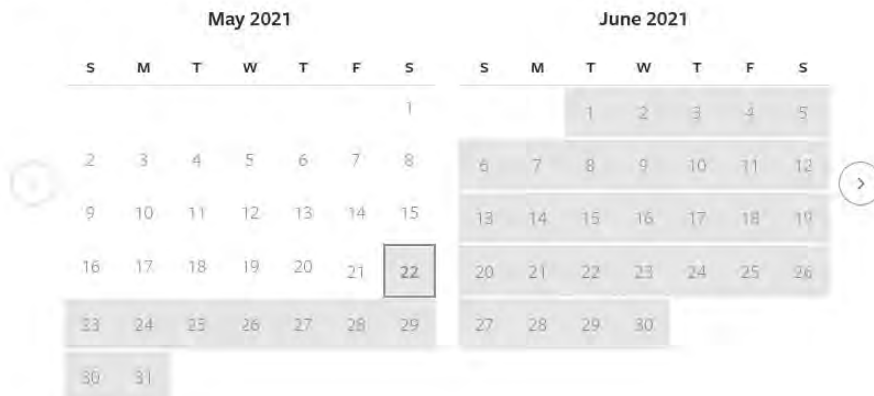 May 2021
S M T W T F S
1
2 3 4 5 6 7 8
9 10 11 12 13 14 15
16 17 18 19 20 21 22
23 24 25 26 27 28 29
30 31
June 2021
S M T W T F S
1 2 3 4 5
6 7 8 9 10 11 12
13 14 15 16 17 18 19
20 21 22 23 24 25 26
27 28 29 30